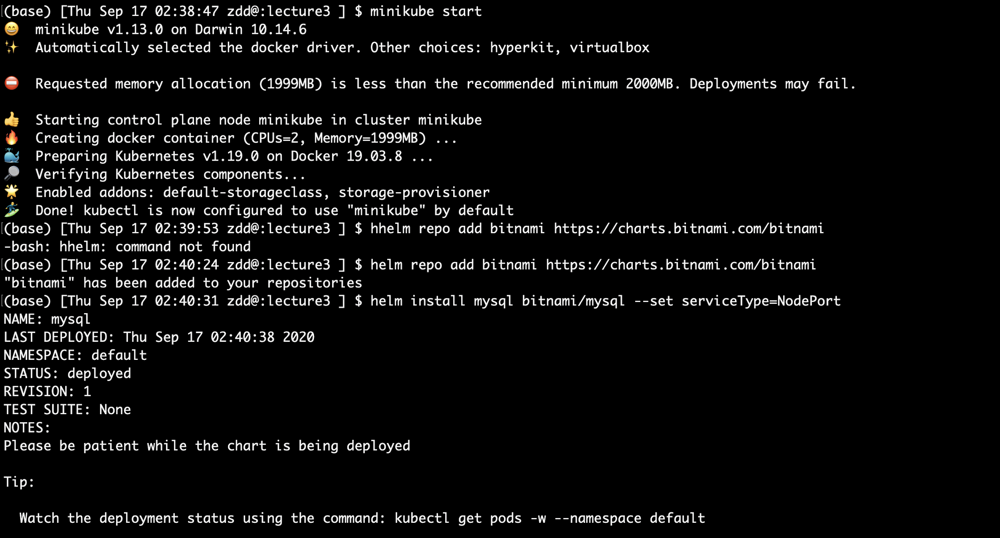 (base) [Thu Sep 17 02:38:47 zdd@:lecture3 ] $ minikube start
😄  minikube v1.13.0 on Darwin 10.14.6
✨  Automatically selected the docker driver. Other choices: hyperkit, virtualbox
⛔  Requested memory allocation (1999MB) is less than the recommended minimum 2000MB. Deployments may fail.
👍  Starting control plane node minikube in cluster minikube
🔥  Creating docker container (CPUs=2, Memory=1999MB) ...
🐳  Preparing Kubernetes v1.19.0 on Docker 19.03.8 ...
🔎  Verifying Kubernetes components...
🌟  Enabled addons: default-storageclass, storage-provisioner
🏄  Done! kubectl is now configured to use "minikube" by default
(base) [Thu Sep 17 02:39:53 zdd@:lecture3 ] $ hhelm repo add bitnami https://charts.bitnami.com/bitnami
-bash: hhelm: command not found
(base) [Thu Sep 17 02:40:24 zdd@:lecture3 ] $ helm repo add bitnami https://charts.bitnami.com/bitnami
"bitnami" has been added to your repositories
(base) [Thu Sep 17 02:40:31 zdd@:lecture3 ] $ helm install mysql bitnami/mysql --set serviceType=NodePort
NAME: mysql
LAST DEPLOYED: Thu Sep 17 02:40:38 2020
NAMESPACE: default
STATUS: deployed
REVISION: 1
TEST SUITE: None
NOTES:
Please be patient while the chart is being deployed
Tip:
  Watch the deployment status using the command: kubectl get pods -w --namespace default